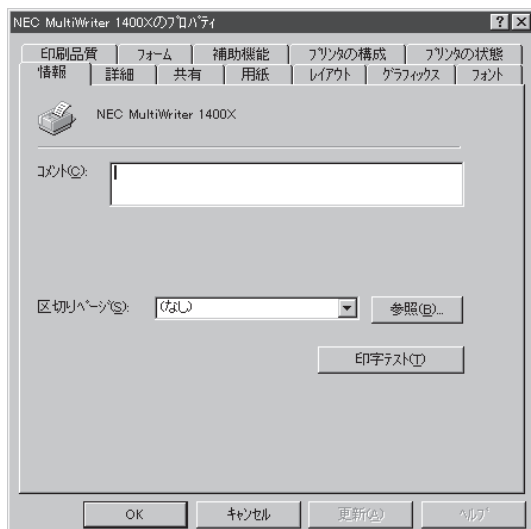 NEC MultiWriter 1400Xのﾌﾟﾛﾊﾟﾃｨ
印刷品質 ﾌｫｰﾑ 補助機能 ﾌﾟﾘﾝﾀの構成 ﾌﾟﾘﾝﾀの状態
情報 詳細 共有 用紙 ﾚｲｱｳﾄ ｸﾞﾗﾌｨｯｸｽ ﾌｫﾝﾄ
NEC MultiWriter 1400X
ｺﾒﾝﾄ(C):
区切りﾍﾟｰｼﾞ(S): (なし) 参照(B)...
印字ﾃｽﾄ(T)
OK ｷｬﾝｾﾙ 更新(A) ﾍﾙﾌﾟ